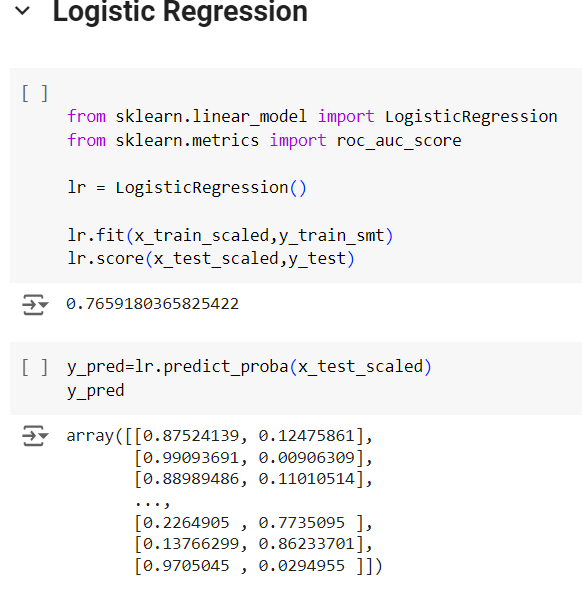 Logistic Regression
[ ]
from sklearn.linear_model import LogisticRegression
from sklearn.metrics import roc_auc_score
lr = LogisticRegression()
lr.fit(x_train_scaled,y_train_smt)
lr.score(x_test_scaled,y_test)
0.7659180365825422
[ ] y_pred=lr.predict_proba(x_test_scaled)
y_pred
array([[0.87524139, 0.12475861],
[0.99093691, 0.00906309],
[0.88989486, 0.11010514],
...,
[0.2264905 , 0.7735095 ],
[0.13766299, 0.86233701],
[0.9705045 , 0.0294955 ]])